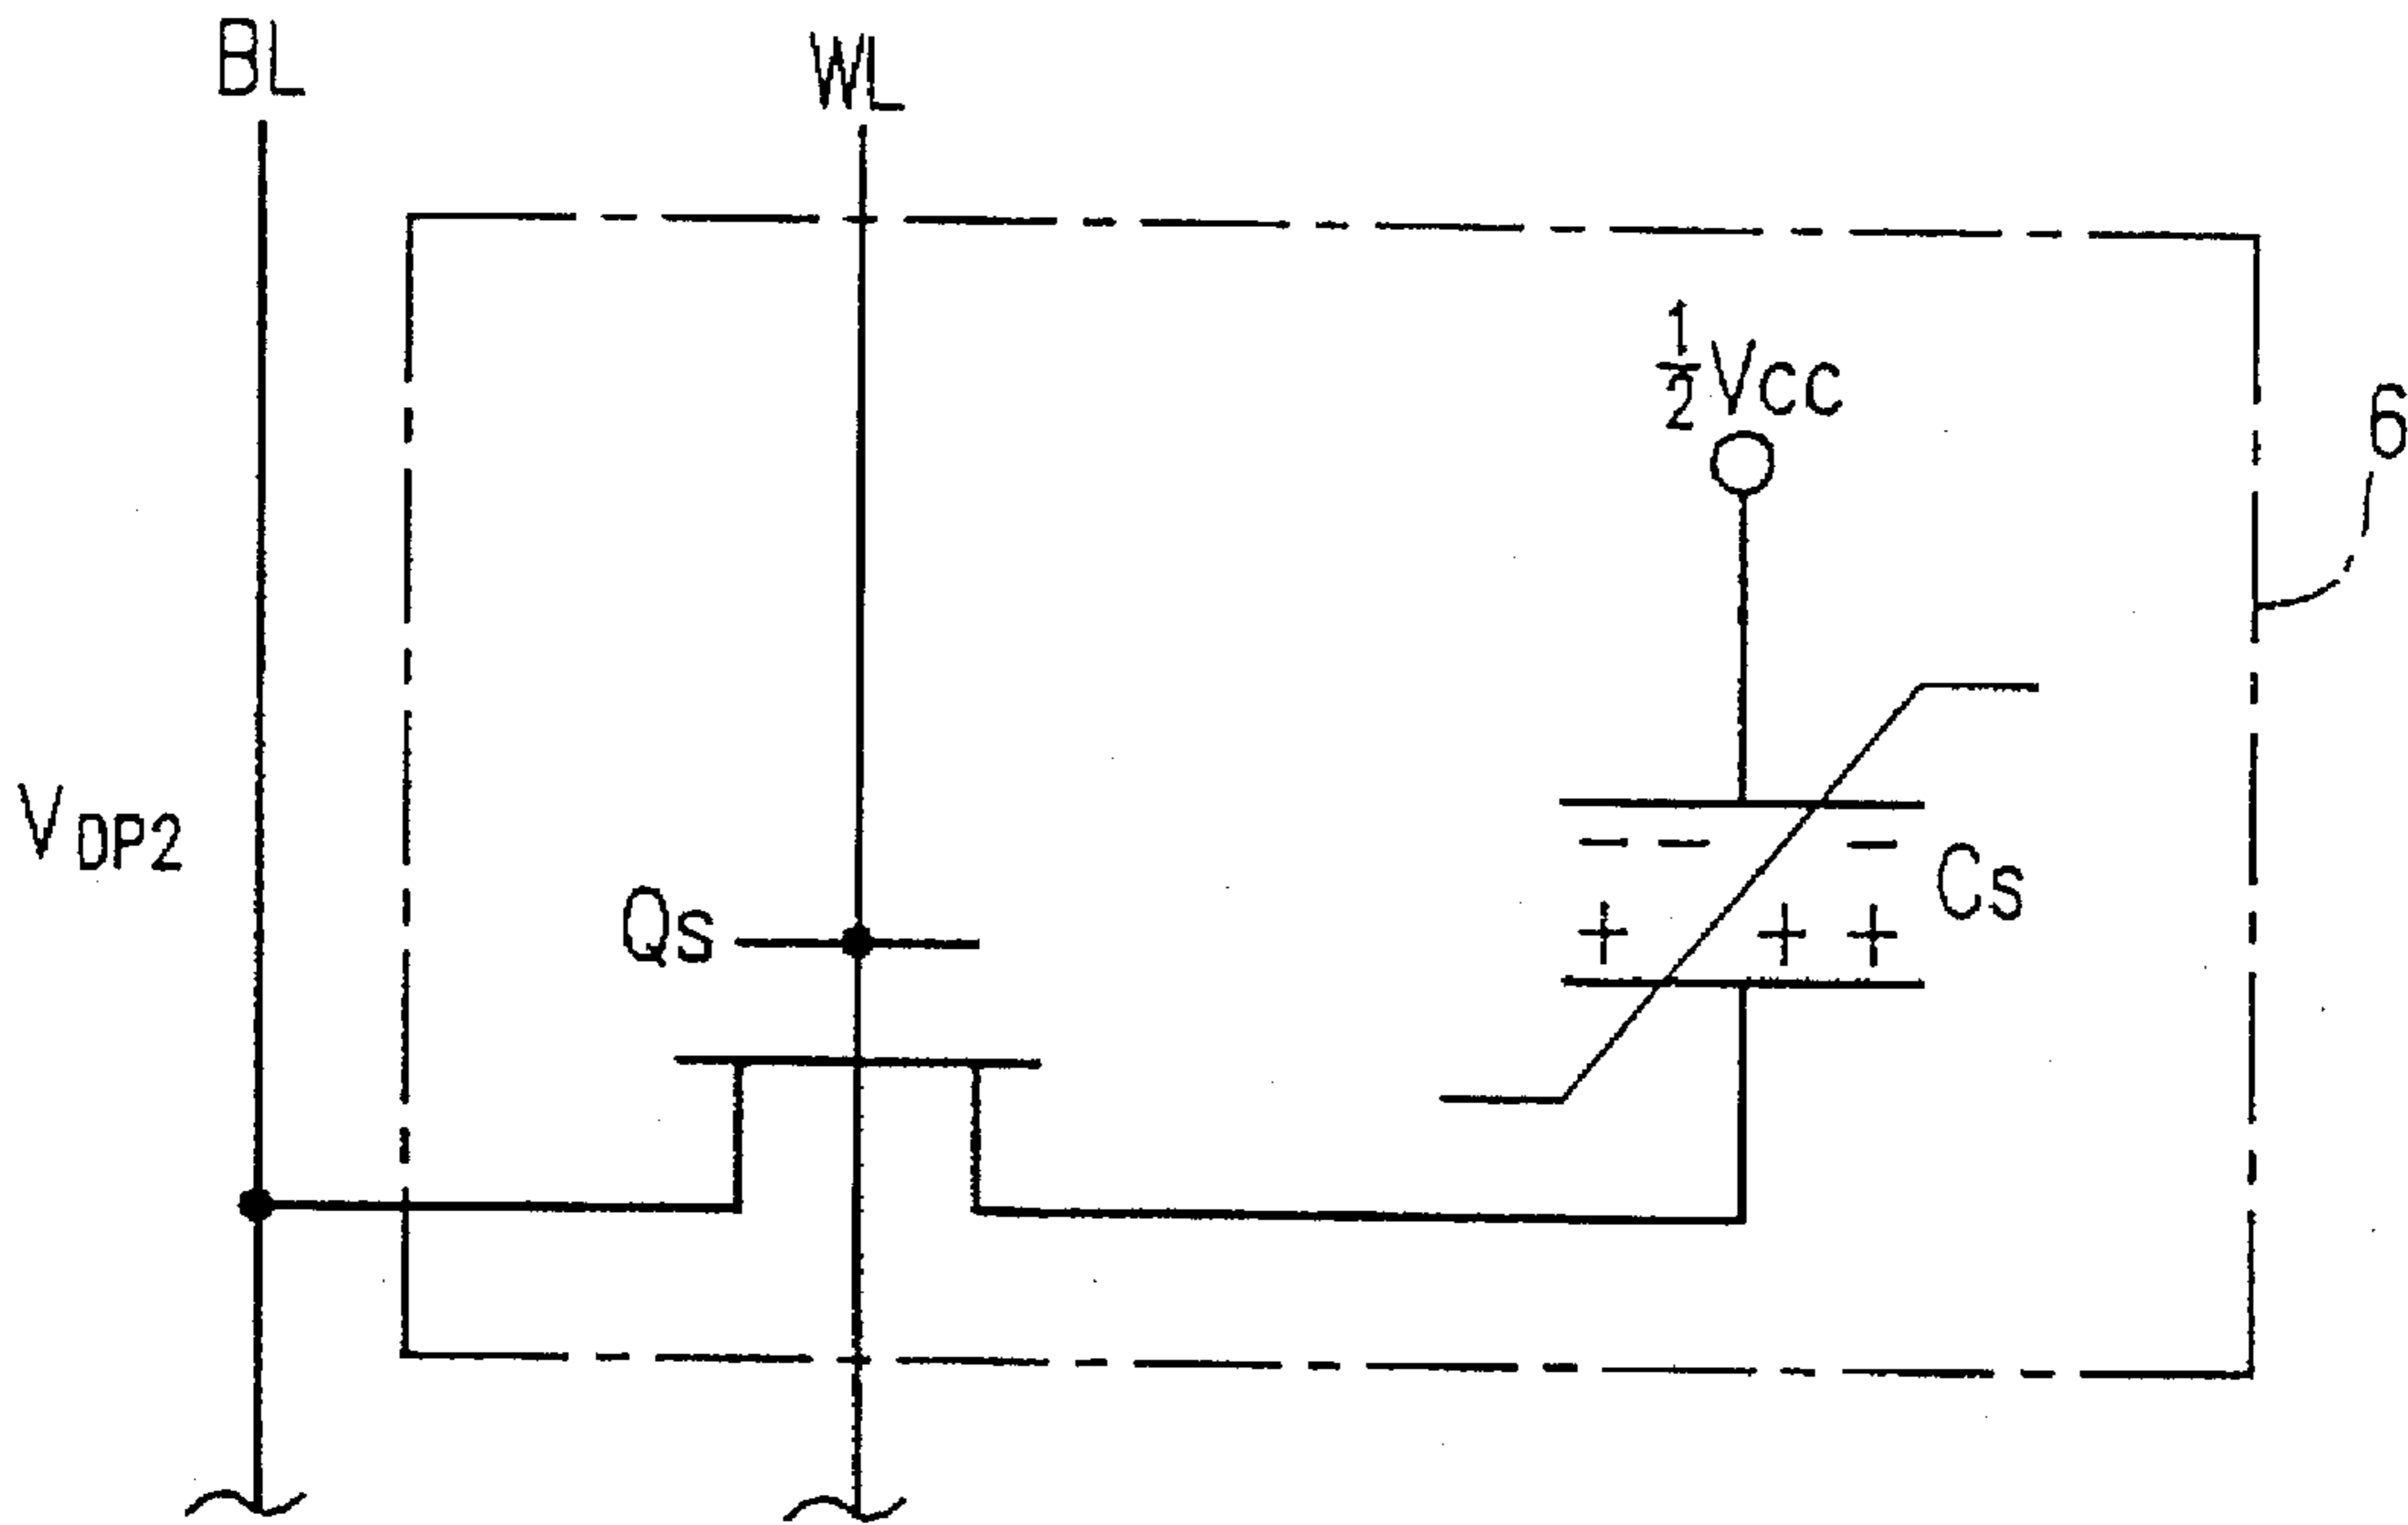 BL
WL
1/2 Vcc
6
VDP2
Qs
- - -
Cs
+ + +